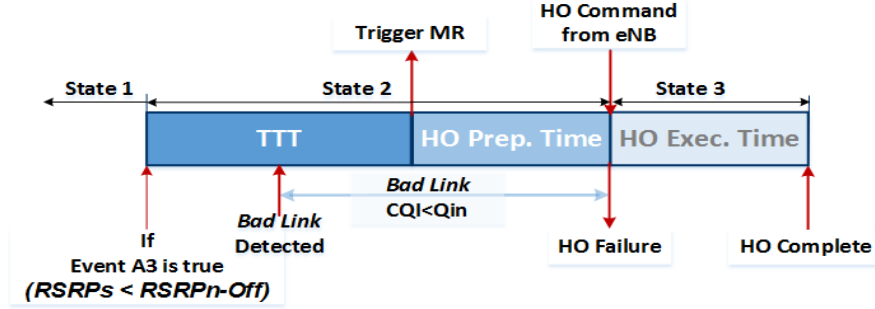 HO Command
from eNB
Trigger MR
State 1
State 2
State 3
TTT
HO Prep. Time
HO Exec. Time
Bad Link
CQI<Qin
Bad Link
Detected
If
Event A3 is true
(RSRPs < RSRPn-Off)
HO Failure
HO Complete